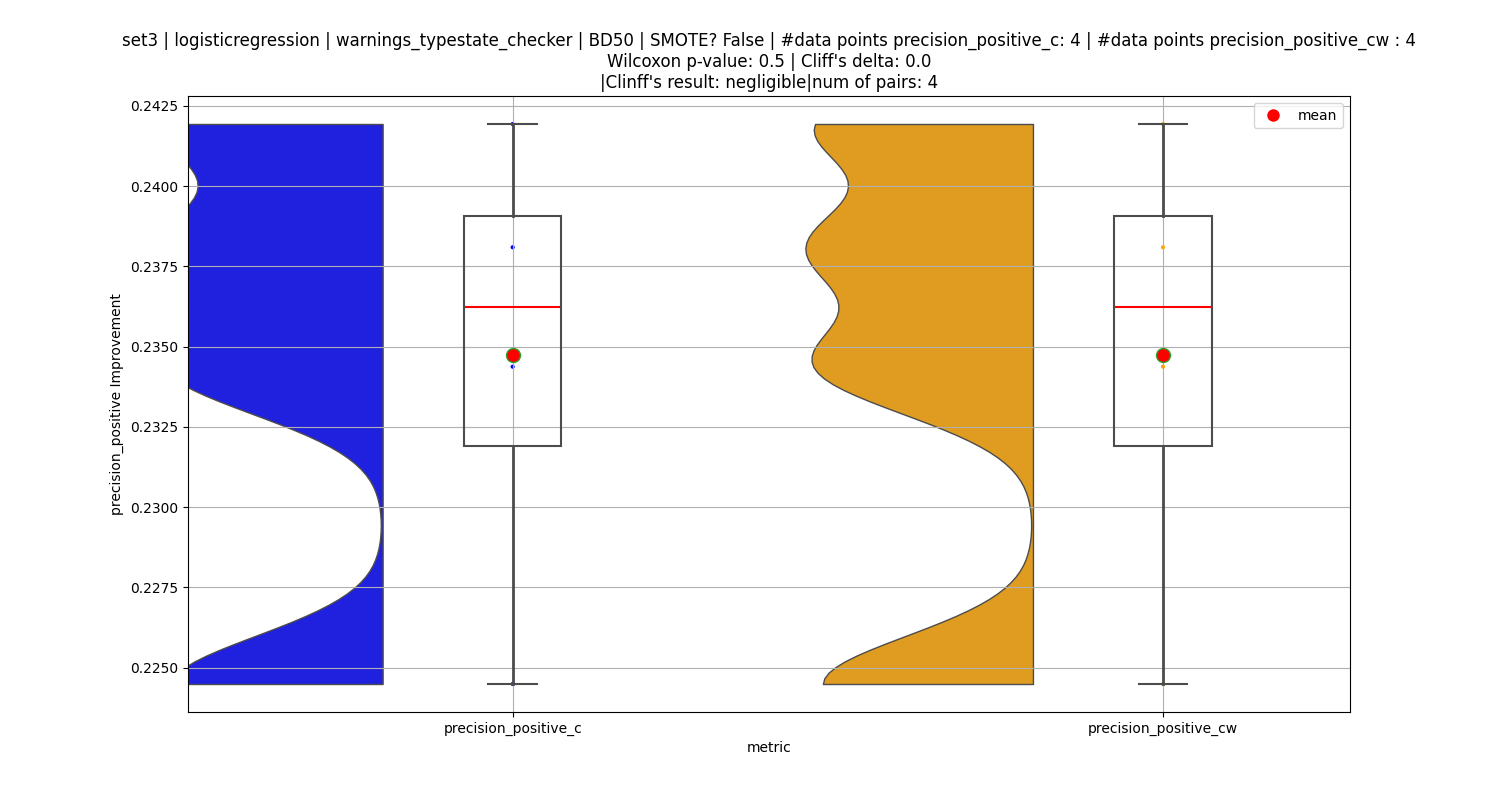 set3 | logisticregression | warnings_typestate_checker | BD50 | SMOTE? False | #data points precision_positive_c: 4 | #data points precision_positive_cw : 4
Wilcoxon p-value: 0.5 | Cliff's delta: 0.0
|Clinff's result: negligible|num of pairs: 4
mean
0.2425
0.2400
0.2375
0.2350
0.2325
0.2300
0.2275
0.2250
precision_positive Improvement
precision_positive_c
precision_positive_cw
metric